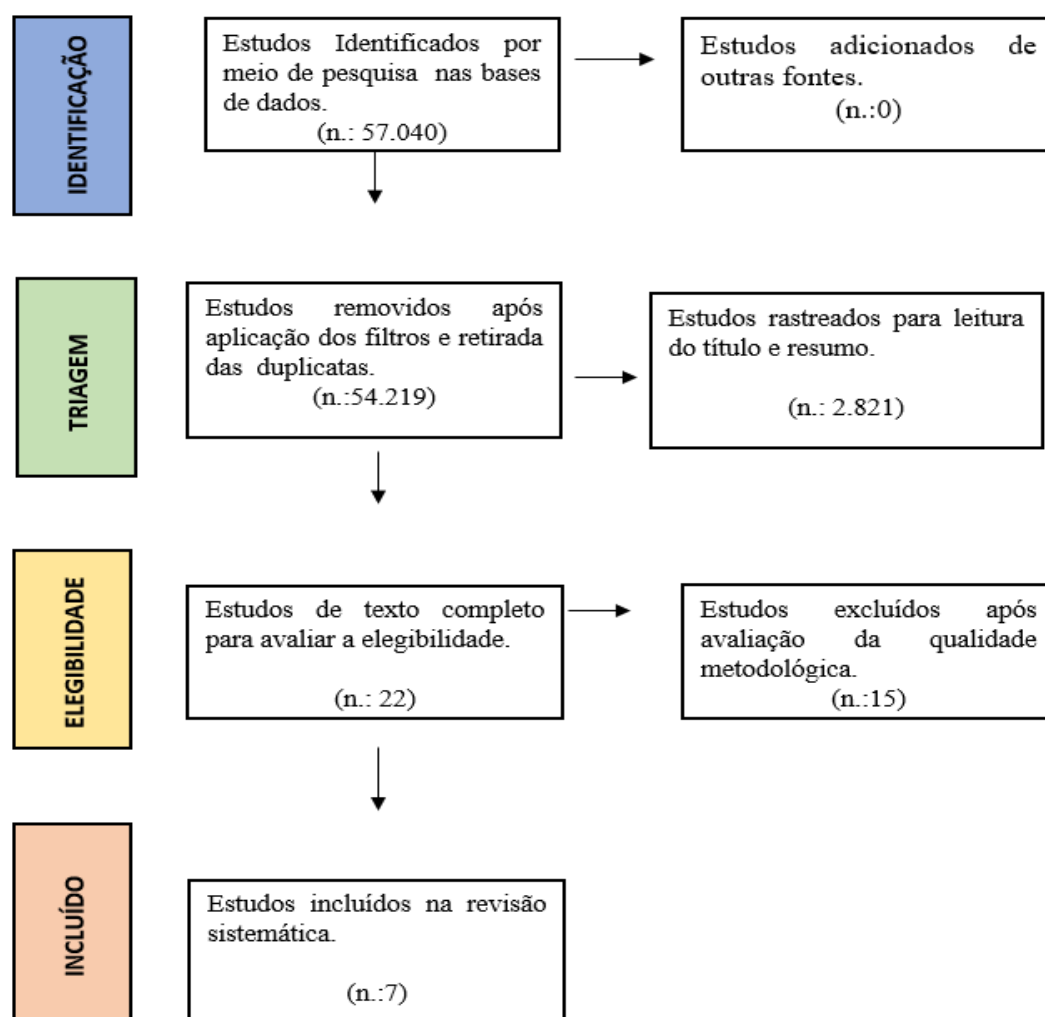 IDENTIFICAÇÃO
Estudos Identificados por
meio de pesquisa nas bases
de dados.
(n.: 57.040)
Estudos adicionados de
outras fontes.
(n.:0)
TRIAGEM
Estudos removidos após
aplicação dos filtros e retirada
das duplicatas.
(n.:54.219)
Estudos rastreados para leitura
do título e resumo.
(n.: 2.821)
ELEGIBILIDADE
Estudos de texto completo
para avaliar a elegibilidade.
(n.: 22)
Estudos excluídos após
avaliação da qualidade
metodológica.
(n.:15)
INCLUÍDO
Estudos incluídos na revisão
sistemática.
(n.:7)